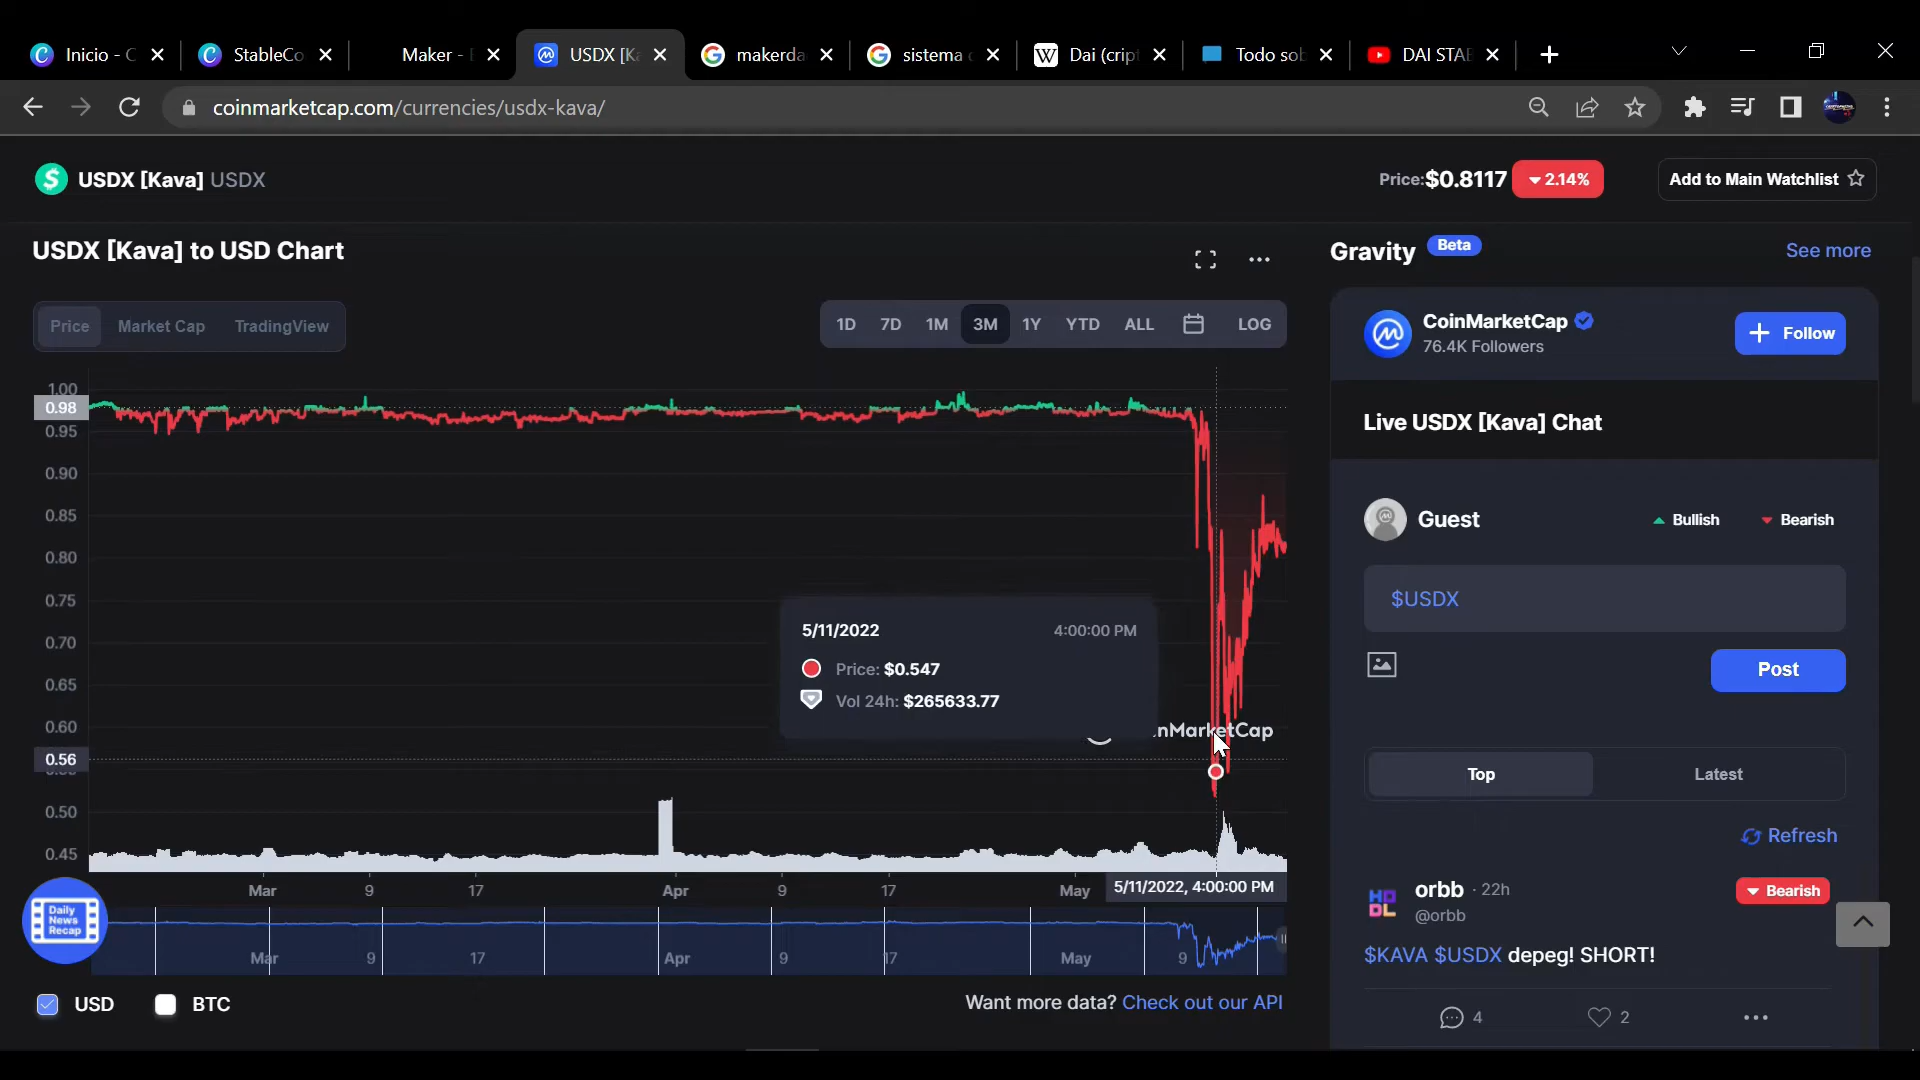 Inicio - C
StableCo
Maker -
USDX [K
makerda
sistema
Dai (crip
Todo sob
DAI STAB
coinmarketcap.com/currencies/usdx-kava/
USDX [Kava] USDX
Price:$0.8117
2.14%
Add to Main Watchlist
USDX [Kava] to USD Chart
Price
Market Cap
TradingView
1D
7D
1M
3M
1Y
YTD
ALL
LOG
1.00
0.98
0.95
0.90
0.85
0.80
0.75
0.70
0.65
0.60
0.56
0.50
0.45
5/11/2022
4:00:00 PM
Price: $0.547
Vol 24h: $265633.77
nMarketCap
Mar
9
17
Apr
9
17
May
5/11/2022, 4:00:00 PM
Daily
News
Recap
Mar
9
17
Apr
9
17
May
9
USD
BTC
Want more data? Check out our API
Gravity
Beta
See more
CoinMarketCap
76.4K Followers
Follow
Live USDX [Kava] Chat
Guest
Bullish
Bearish
$USDX
Post
Top
Latest
Refresh
HO
DL
orbb · 22h
@orbb
Bearish
$KAVA $USDX depeg! SHORT!
4
2